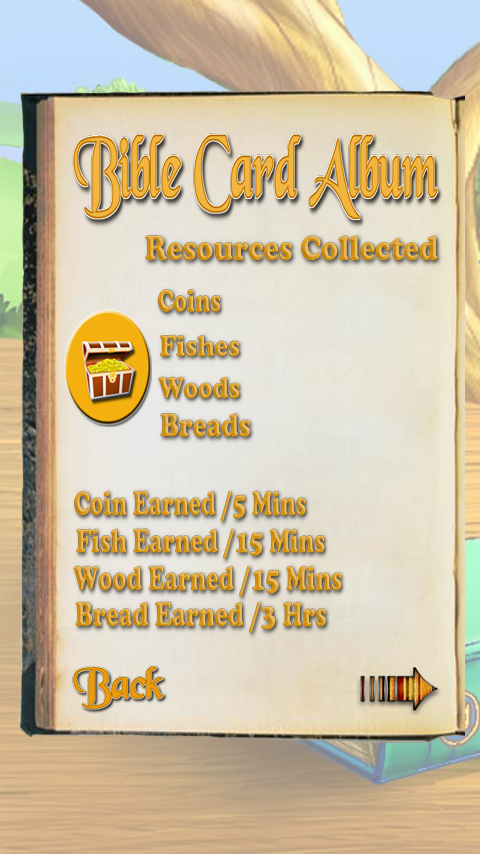 Bible Card Album
Resources Collected
Coins
Fishes
Woods
Breads
Coin Earned /5 Mins
Fish Earned /15 Mins
Wood Earned /15 Mins
Bread Earned /3 Hrs
Back